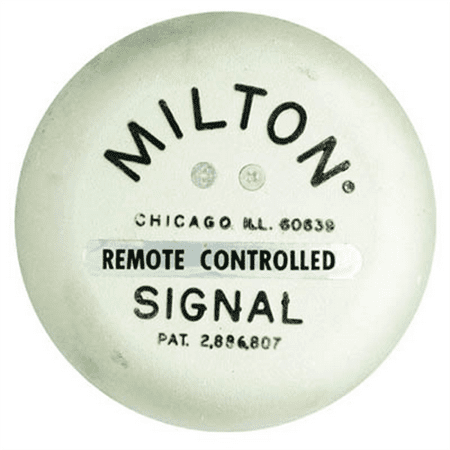 MILTON®
CHICAGO ILL. 60639
REMOTE CONTROLLED
SIGNAL
PAT. 2,886,807